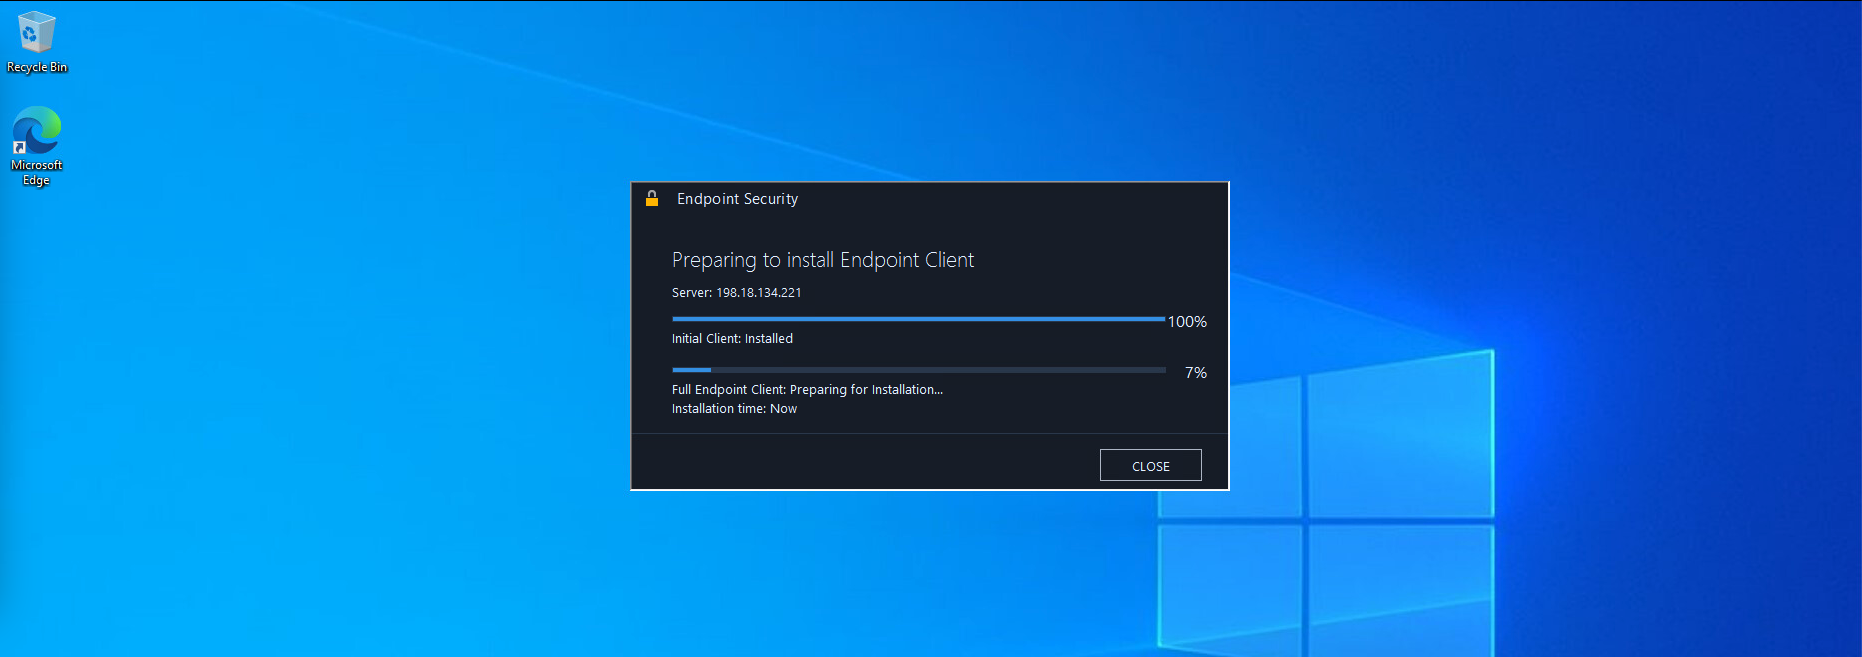 Recycle Bin
Microsoft
Edge
Endpoint Security
Preparing to install Endpoint Client
Server: 198.18.134.221
100%
Initial Client: Installed
7%
Full Endpoint Client: Preparing for Installation...
Installation time: Now
CLOSE